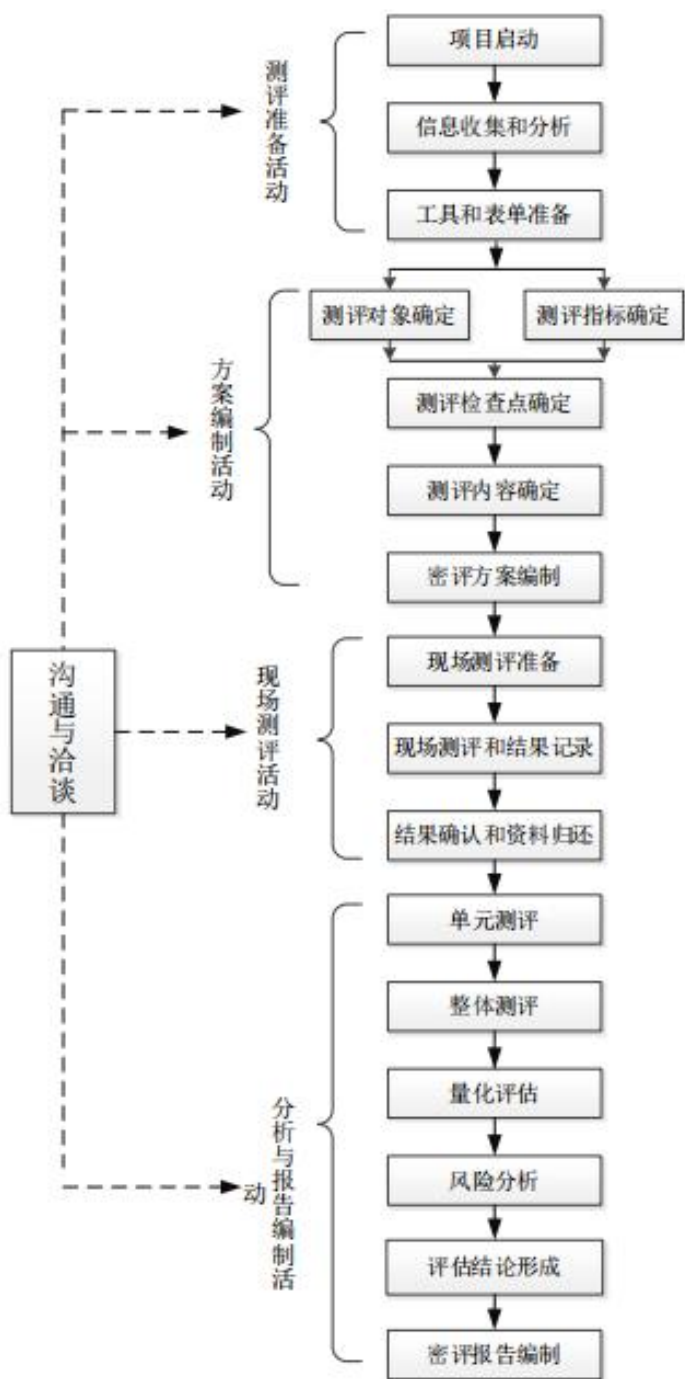 项目启动
测评准备活动
信息收集和分析
工具和表单准备
测评对象确定
测评指标确定
方案编制活动
测评检查点确定
测评内容确定
密评方案编制
沟通与洽谈
现场测评活动
现场测评准备
现场测评和结果记录
结果确认和资料归还
单元测评
整体测评
量化评估
分析与报告编制活
动
风险分析
评估结论形成
密评报告编制